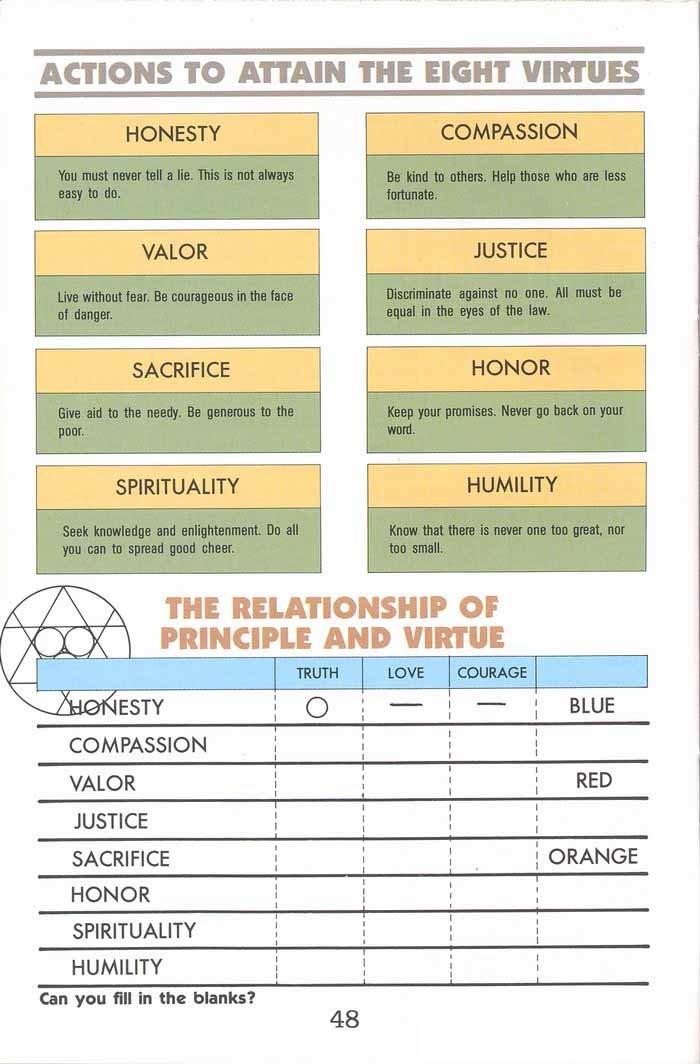 ACTIONS TO ATTAIN THE EIGHT VIRTUES
HONESTY
You must never tell a lie. This is not always
easy to do.
COMPASSION
Be kind to others. Help those who are less
fortunate.
VALOR
Live without fear. Be courageous in the face
of danger.
JUSTICE
Discriminate against no one. All must be
equal in the eyes of the law.
SACRIFICE
Give aid to the needy. Be generous to the
poor.
HONOR
Keep your promises. Never go back on your
word.
SPIRITUALITY
Seek knowledge and enlightenment. Do all
you can to spread good cheer.
HUMILITY
Know that there is never one too great, nor
too small.
THE RELATIONSHIP OF
PRINCIPLE AND VIRTUE
TRUTH LOVE COURAGE
HONESTY ○ — — BLUE
COMPASSION
VALOR RED
JUSTICE
SACRIFICE ORANGE
HONOR
SPIRITUALITY
HUMILITY
Can you fill in the blanks?
48